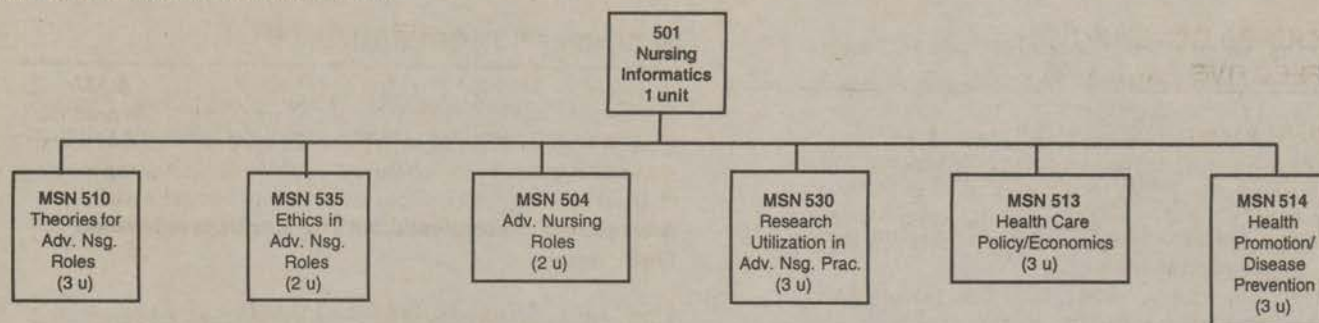 501
Nursing
Informatics
1 unit
MSN 510
Theories for
Adv. Nsg.
Roles
(3 u)
MSN 535
Ethics in
Adv. Nsg.
Roles
(2 u)
MSN 504
Adv. Nursing
Roles
(2 u)
MSN 530
Research
Utilization in
Adv. Nsg. Prac.
(3 u)
MSN 513
Health Care
Policy/Economics
(3 u)
MSN 514
Health
Promotion/
Disease
Prevention
(3 u)